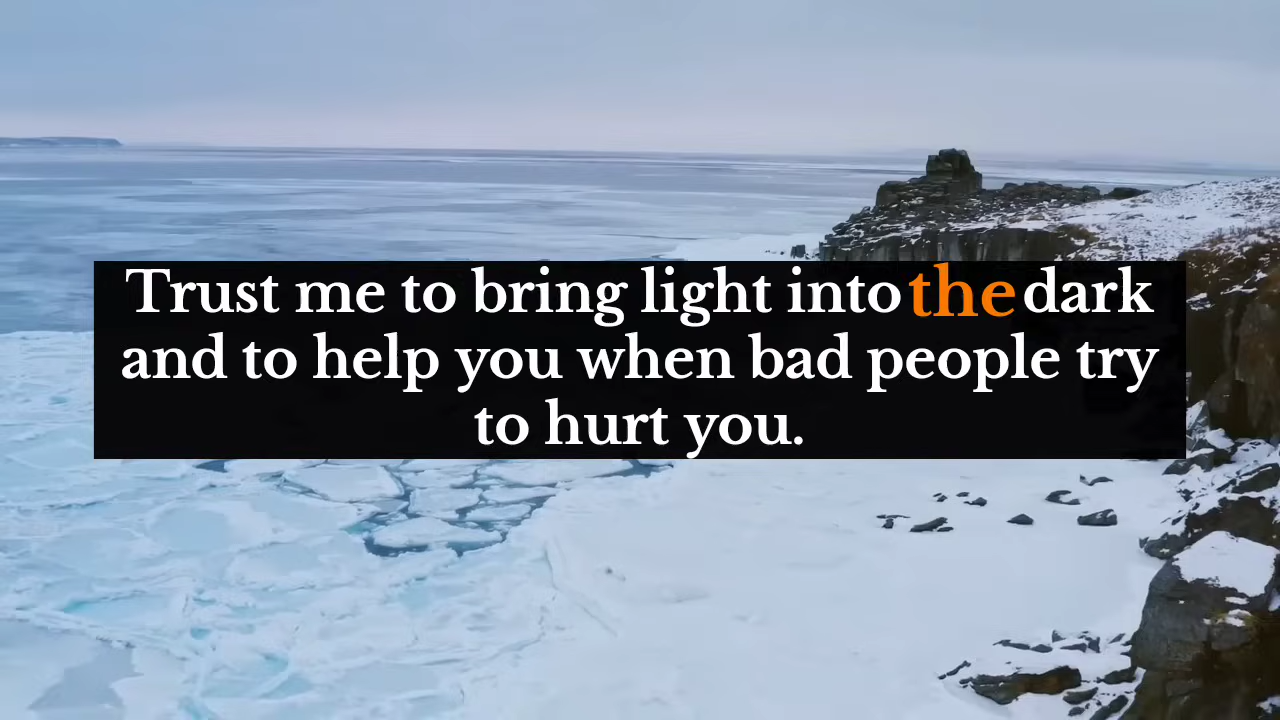 Trust me to bring light into the dark
and to help you when bad people try
to hurt you.